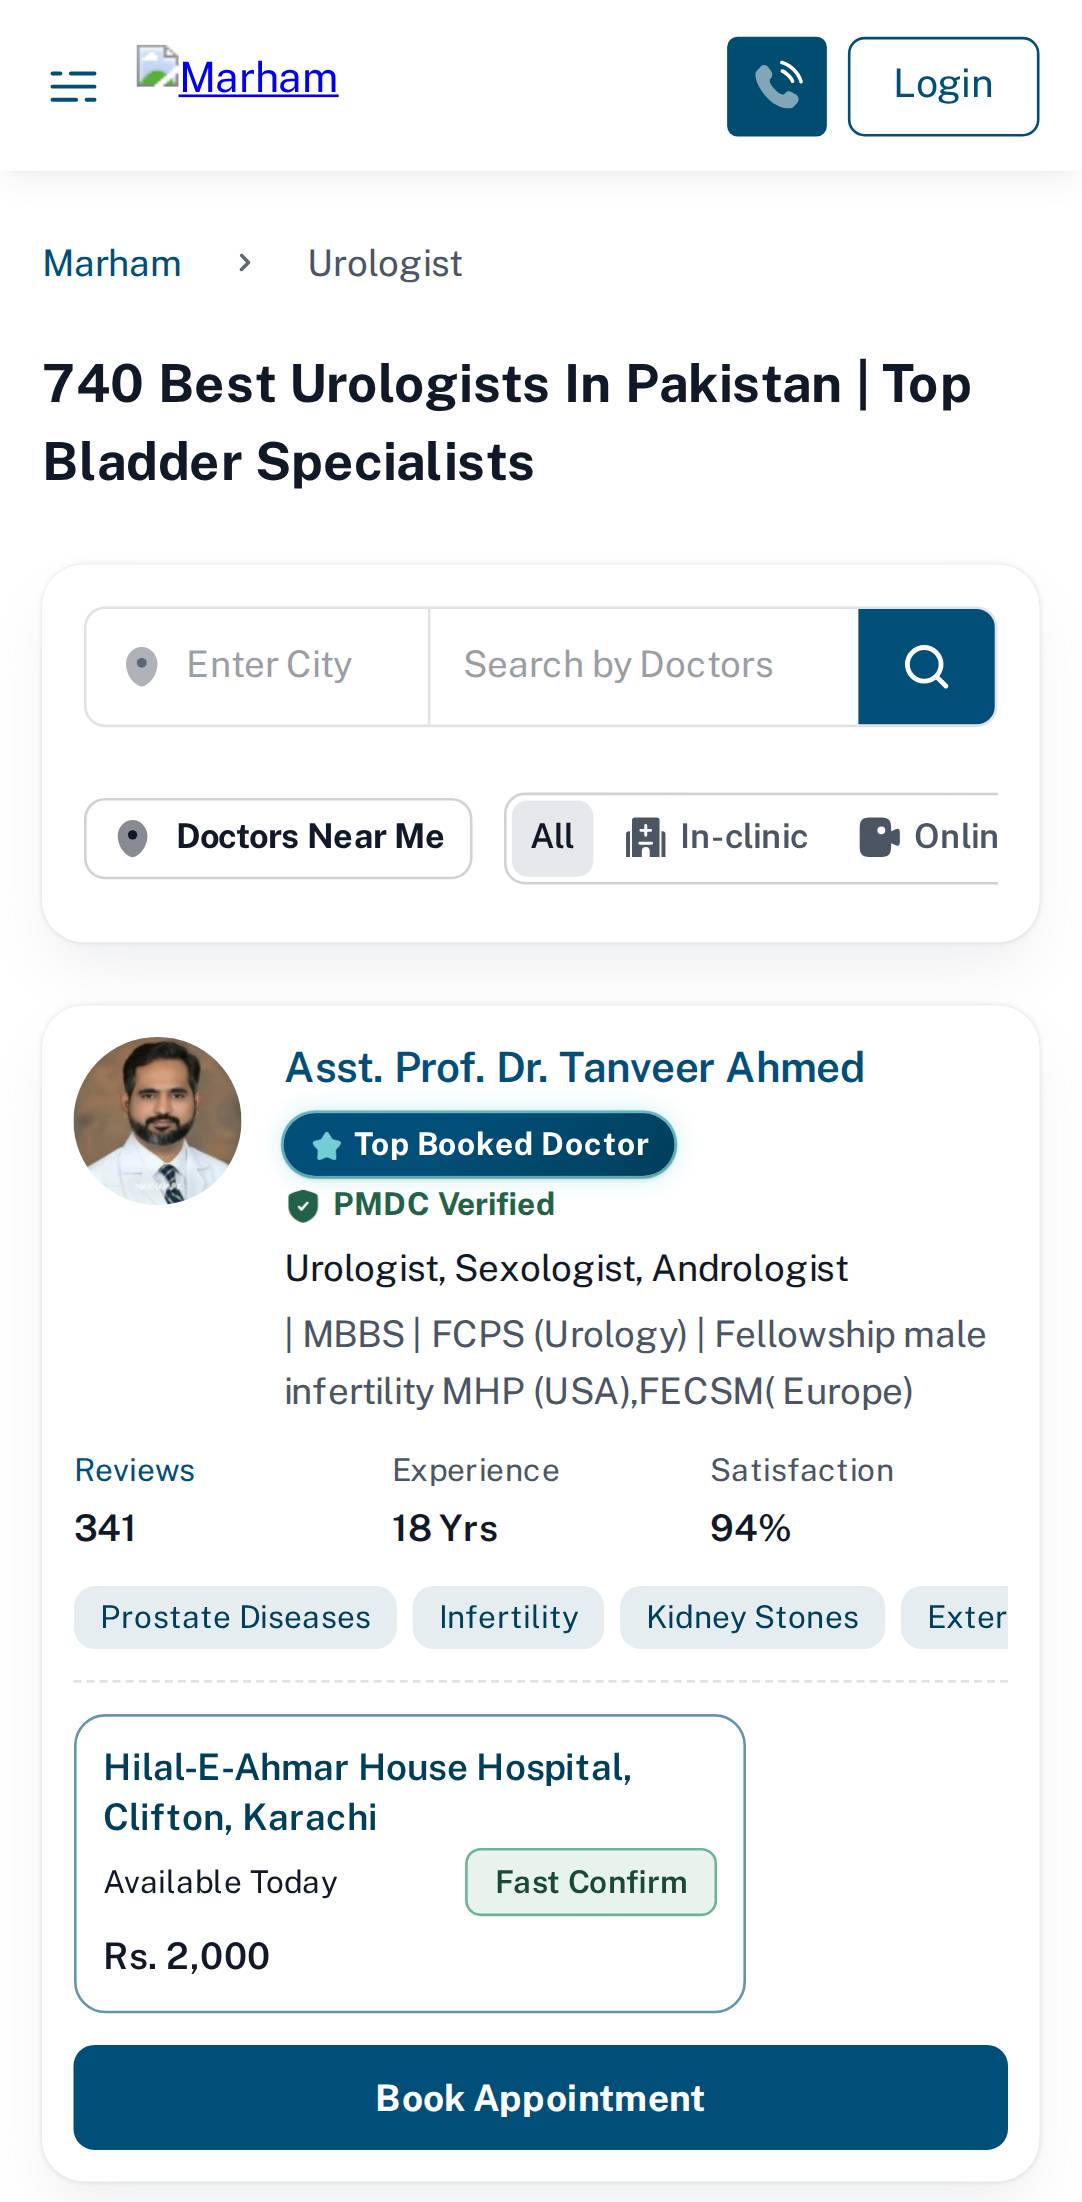 Marham
Login
Marham > Urologist
740 Best Urologists In Pakistan | Top
Bladder Specialists
Enter City
Search by Doctors
Doctors Near Me
All
In-clinic
Onlin
Asst. Prof. Dr. Tanveer Ahmed
Top Booked Doctor
PMDC Verified
Urologist, Sexologist, Andrologist
| MBBS | FCPS (Urology) | Fellowship male
infertility MHP (USA),FECSM( Europe)
Reviews
341
Experience
18 Yrs
Satisfaction
94%
Prostate Diseases
Infertility
Kidney Stones
Exter
Hilal-E-Ahmar House Hospital,
Clifton, Karachi
Available Today
Fast Confirm
Rs. 2,000
Book Appointment